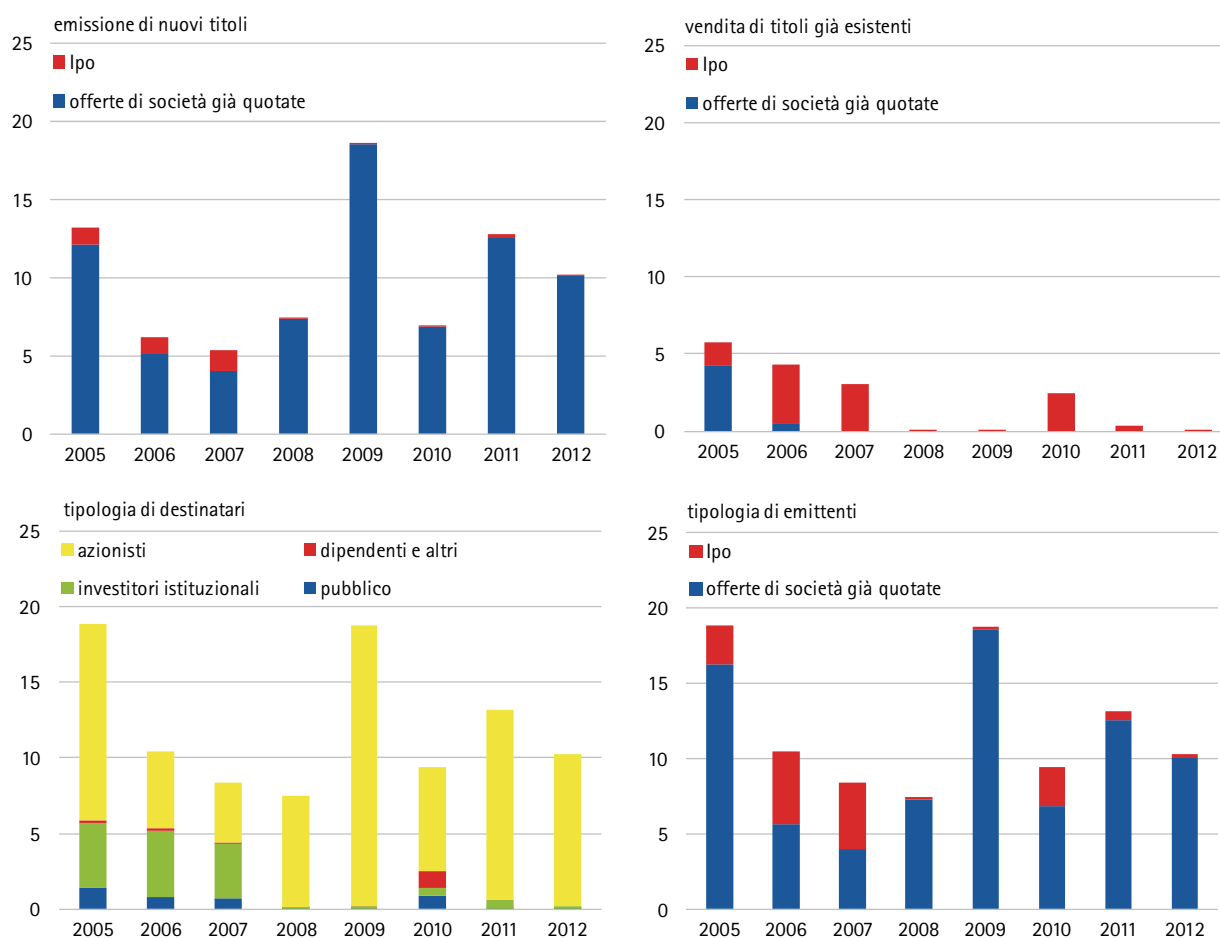 emissione di nuovi titoli
25
Ipo
offerte di società già quotate
20
15
10
5
0
2005 2006 2007 2008 2009 2010 2011 2012
vendita di titoli già esistenti
25
Ipo
offerte di società già quotate
20
15
10
5
0
2005 2006 2007 2008 2009 2010 2011 2012
tipologia di destinatari
25
azionisti dipendenti e altri
investitori istituzionali pubblico
20
15
10
5
0
2005 2006 2007 2008 2009 2010 2011 2012
tipologia di emittenti
25
Ipo
offerte di società già quotate
20
15
10
5
0
2005 2006 2007 2008 2009 2010 2011 2012